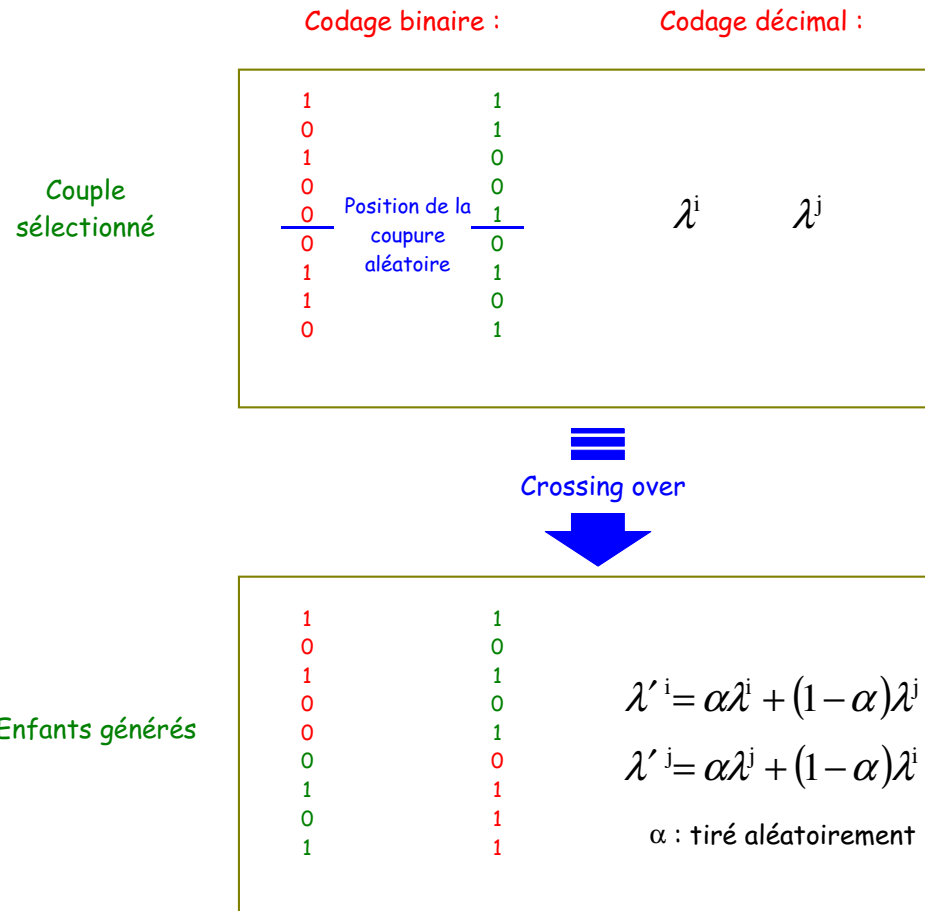 Codage binaire : Codage décimal :
1 1
0 1
1 0
0 0
0 1
0 0
1 1
1 0
0 1
Couple
sélectionné
Position de la
coupure
aléatoire
λⁱ λʲ
Crossing over
1 1
0 0
1 1
0 0
0 1
0 0
1 1
0 1
1 1
Enfants générés
λ′ ⁱ= αλⁱ + (1−α)λʲ
λ′ ʲ= αλʲ + (1−α)λⁱ
α : tiré aléatoirement